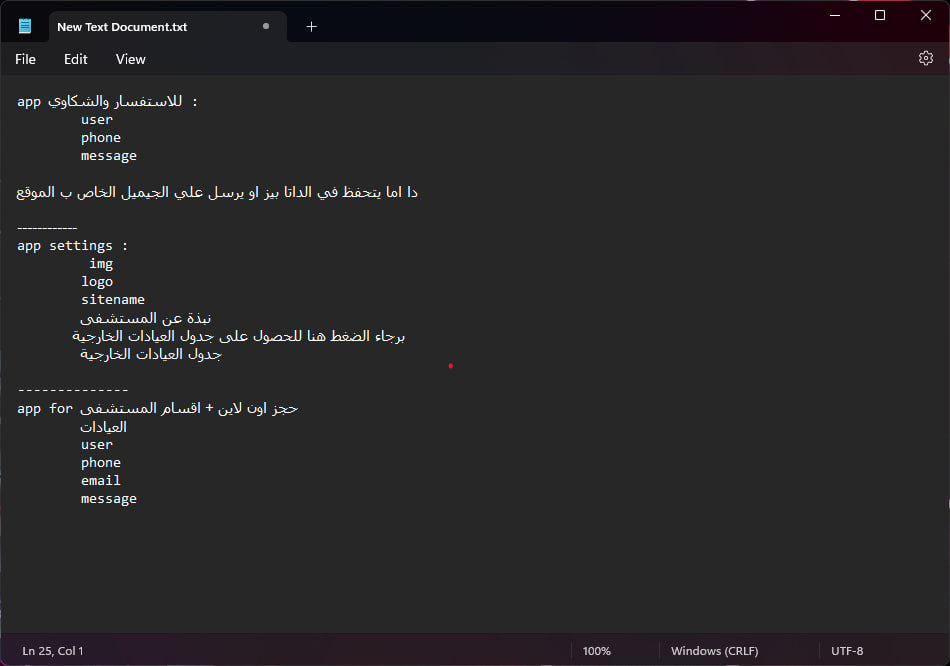 New Text Document.txt
File Edit View
app للاستفسار والشكاوي :
user
phone
message
دا اما يتحفظ في الداتا بيز او يرسل علي الجيميل الخاص ب الموقع
------------
app settings :
img
logo
sitename
نبذة عن المستشفى
برجاء الضغط هنا للحصول على جدول العيادات الخارجية
جدول العيادات الخارجية
--------------
app for حجز اون لاين + اقسام المستشفى
العيادات
user
phone
email
message
Ln 25, Col 1 100% Windows (CRLF) UTF-8